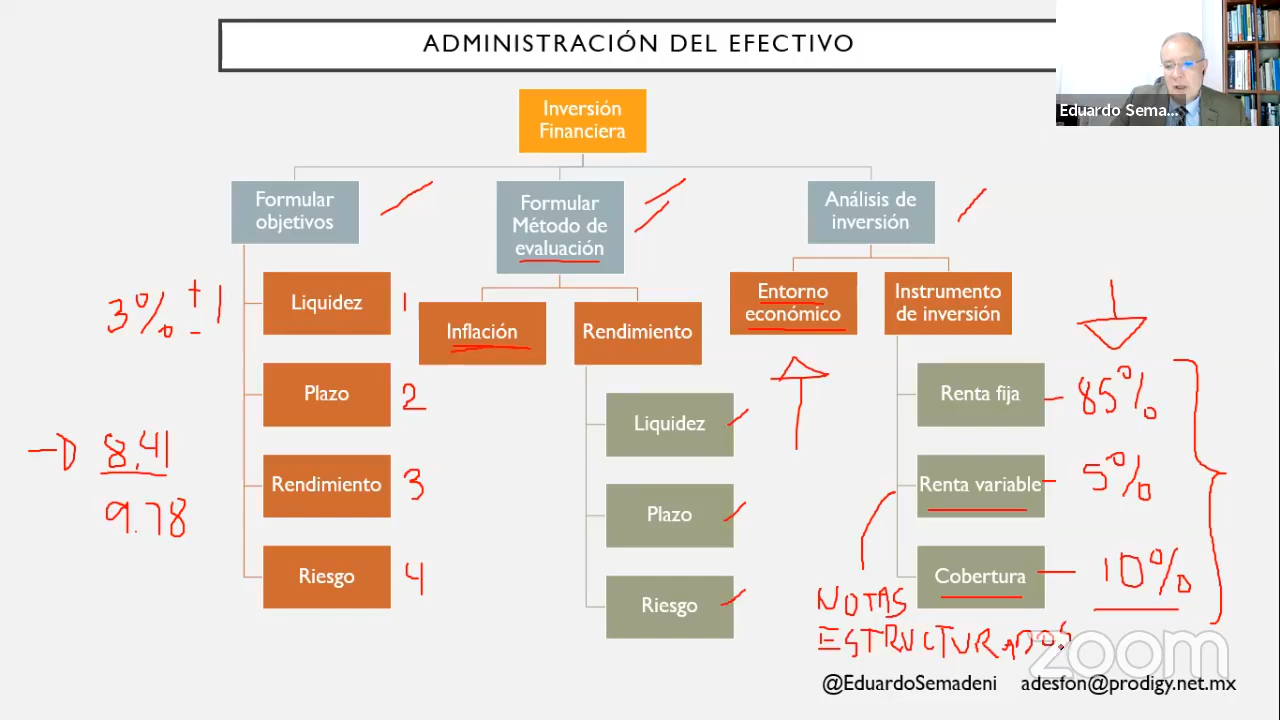 ADMINISTRACIÓN DEL EFECTIVO
Eduardo Sema...
Inversión
Financiera
Formular
objetivos
Liquidez
Plazo
Rendimiento
Riesgo
1
2
3
4
3% ± 1
8.41
9.78
Formular
Método de
evaluación
Inflación
Rendimiento
Liquidez
Plazo
Riesgo
Análisis de
inversión
Entorno
económico
Instrumento
de inversión
Renta fija
Renta variable
Cobertura
85%
5%
10%
NOTAS
ESTRUCTURADAS
zoom
@EduardoSemadeni adesfon@prodigy.net.mx